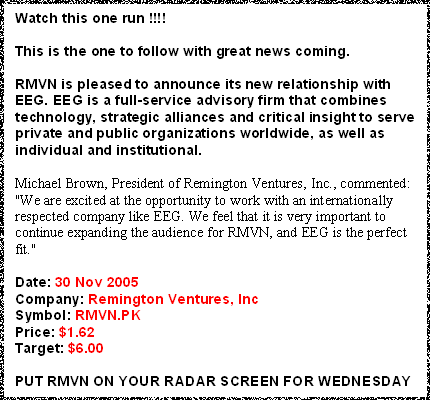 Watch this one run !!!!
This is the one to follow with great news coming.
RMVN is pleased to announce its new relationship with
EEG. EEG is a full-service advisory firm that combines
technology, strategic alliances and critical insight to serve
private and public organizations worldwide, as well as
individual and institutional.
Michael Brown, President of Remington Ventures, Inc., commented:
"We are excited at the opportunity to work with an internationally
respected company like EEG. We feel that it is very important to
continue expanding the audience for RMVN, and EEG is the perfect
fit."
Date: 30 Nov 2005
Company: Remington Ventures, Inc
Symbol: RMVN.PK
Price: $1.62
Target: $6.00
PUT RMVN ON YOUR RADAR SCREEN FOR WEDNESDAY